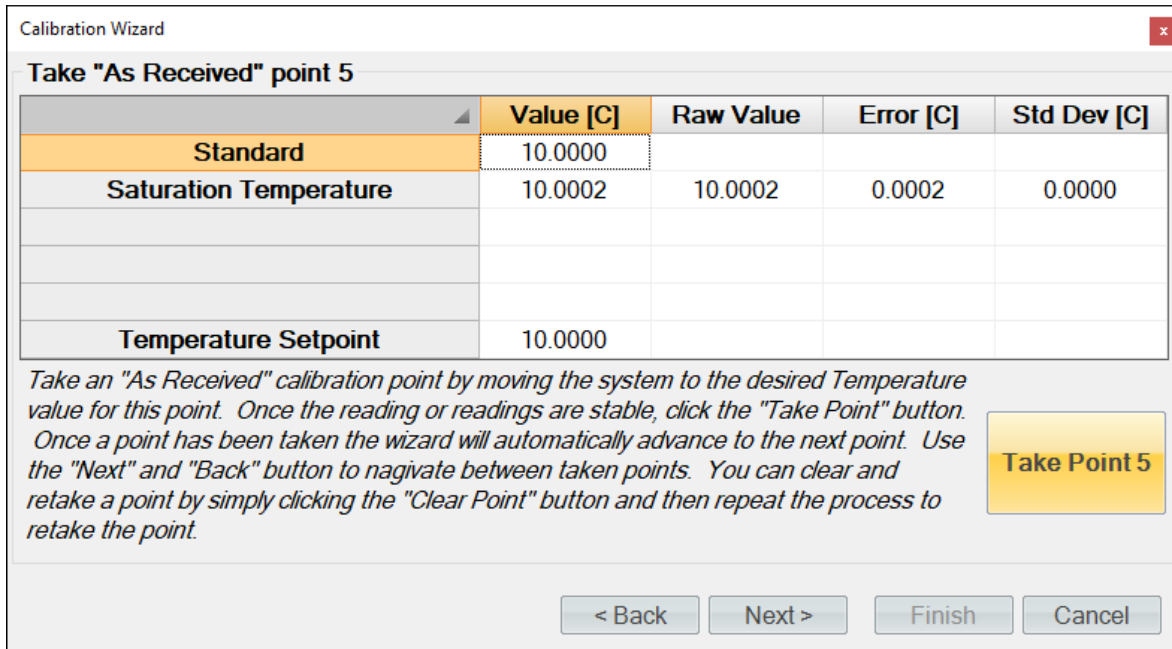 Calibration Wizard
x
Take "As Received" point 5
Value [C] Raw Value Error [C] Std Dev [C]
Standard 10.0000
Saturation Temperature 10.0002 10.0002 0.0002 0.0000
Temperature Setpoint 10.0000
Take an "As Received" calibration point by moving the system to the desired Temperature
value for this point. Once the reading or readings are stable, click the "Take Point" button.
Once a point has been taken the wizard will automatically advance to the next point. Use
the "Next" and "Back" button to nagivate between taken points. You can clear and
retake a point by simply clicking the "Clear Point" button and then repeat the process to
retake the point.
Take Point 5
< Back Next > Finish Cancel